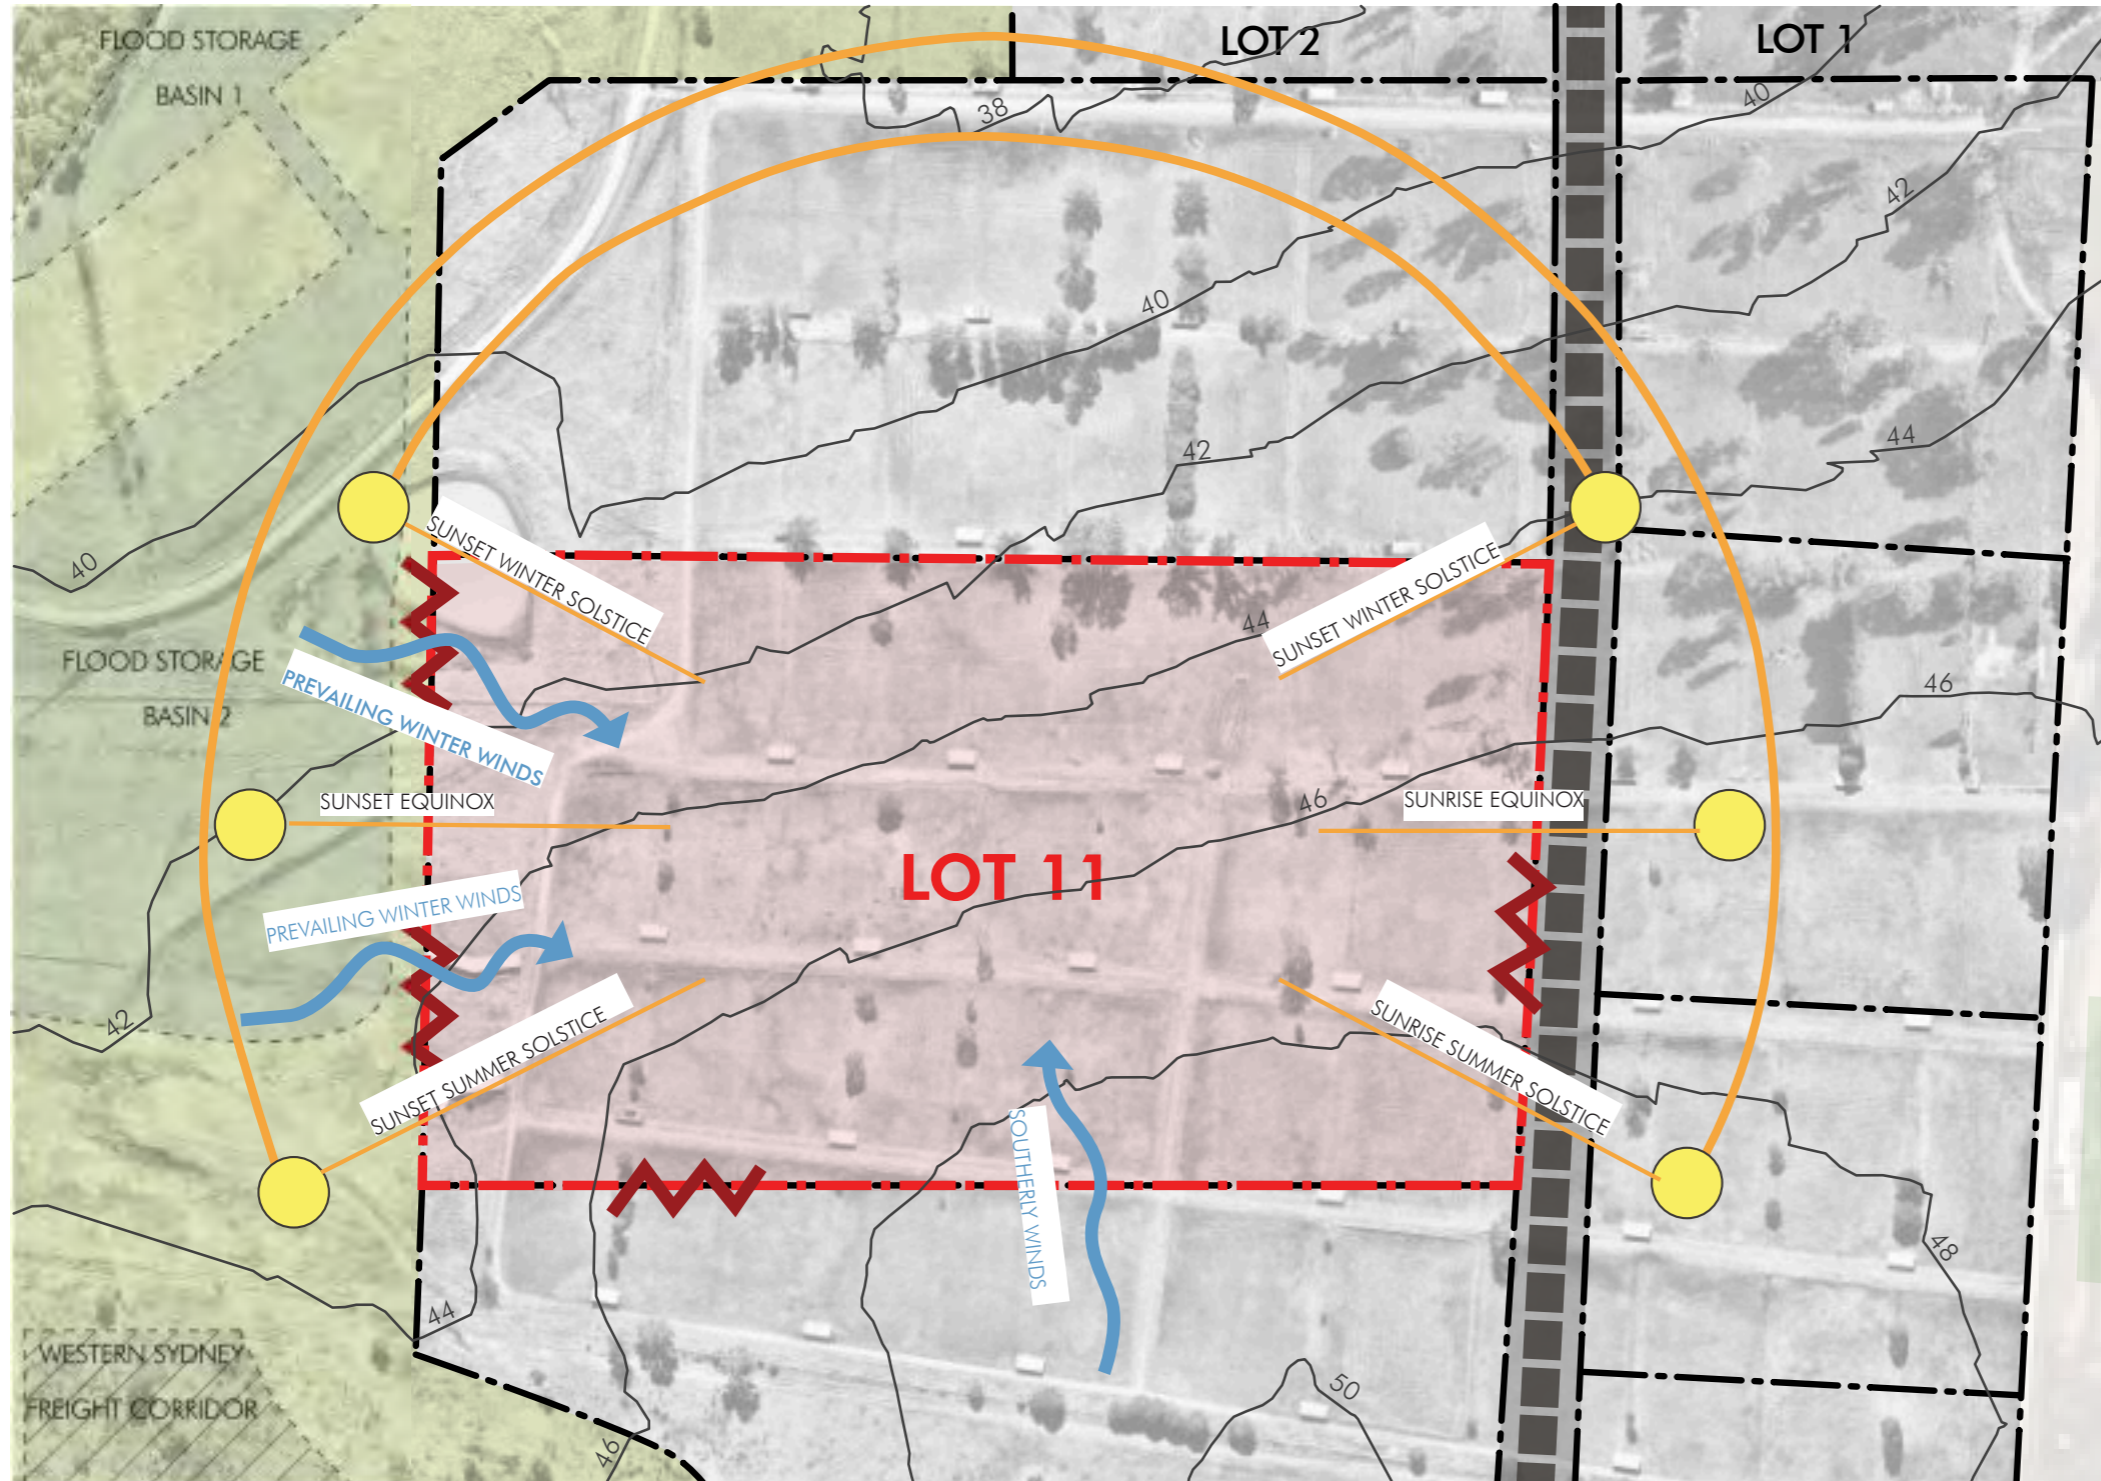 FLOOD STORAGE
BASIN 1
LOT 2
LOT 1
38
40
42
40
42
44
40
SUNSET WINTER SOLSTICE
SUNSET WINTER SOLSTICE
44
FLOOD STORAGE
BASIN 2
PREVAILING WINTER WINDS
46
SUNSET EQUINOX
46
SUNRISE EQUINOX
LOT 11
PREVAILING WINTER WINDS
42
SUNSET SUMMER SOLSTICE
SUNRISE SUMMER SOLSTICE
SOUTHERLY WINDS
48
44
WESTERN SYDNEY
FREIGHT CORRIDOR
50
46